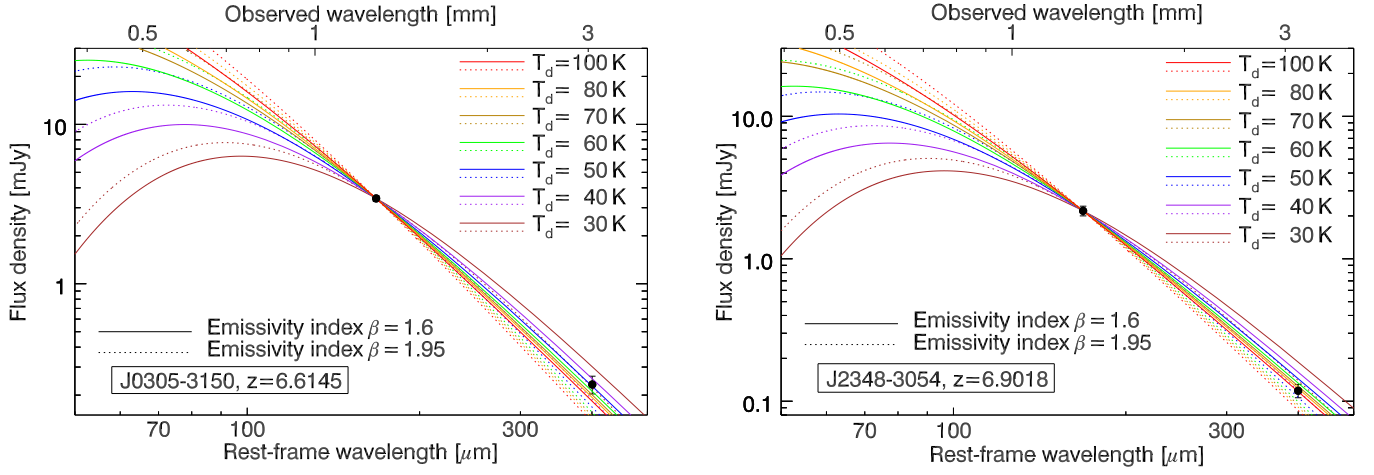 Observed wavelength [mm]
0.5 1 3
Flux density [mJy]
10
1
T_d= 100 K
T_d= 80 K
T_d= 70 K
T_d= 60 K
T_d= 50 K
T_d= 40 K
T_d= 30 K
Emissivity index β = 1.6
Emissivity index β = 1.95
J0305-3150, z=6.6145
70 100 300
Rest-frame wavelength [μm]
Observed wavelength [mm]
0.5 1 3
Flux density [mJy]
10.0
1.0
0.1
T_d= 100 K
T_d= 80 K
T_d= 70 K
T_d= 60 K
T_d= 50 K
T_d= 40 K
T_d= 30 K
Emissivity index β = 1.6
Emissivity index β = 1.95
J2348-3054, z=6.9018
70 100 300
Rest-frame wavelength [μm]